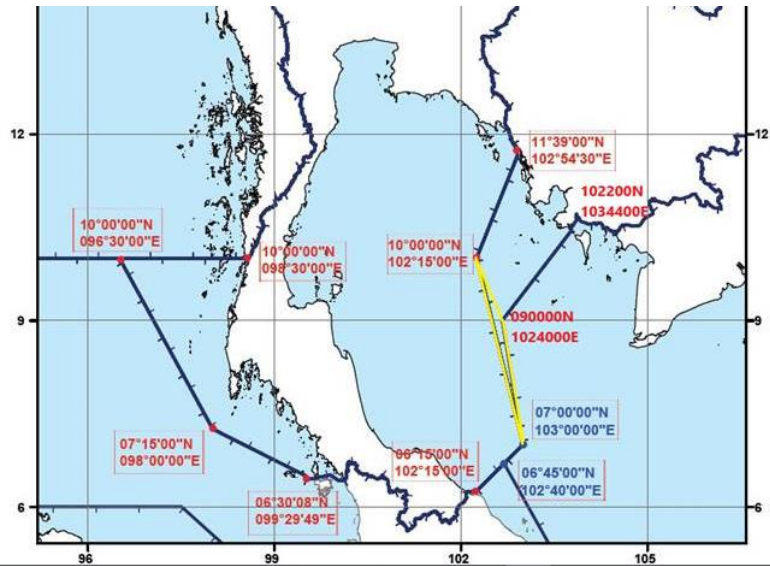 12
12
11°39'00"N
102°54'30"E
102200N
1034400E
10°00'00"N
096°30'00"E
10°00'00"N
098°30'00"E
10°00'00"N
102°15'00"E
9
9
090000N
1024000E
07°00'00"N
103°00'00"E
07°15'00"N
098°00'00"E
06°15'00"N
102°15'00"E
06°45'00"N
102°40'00"E
06°30'08"N
099°29'49"E
6
6
96
99
102
105